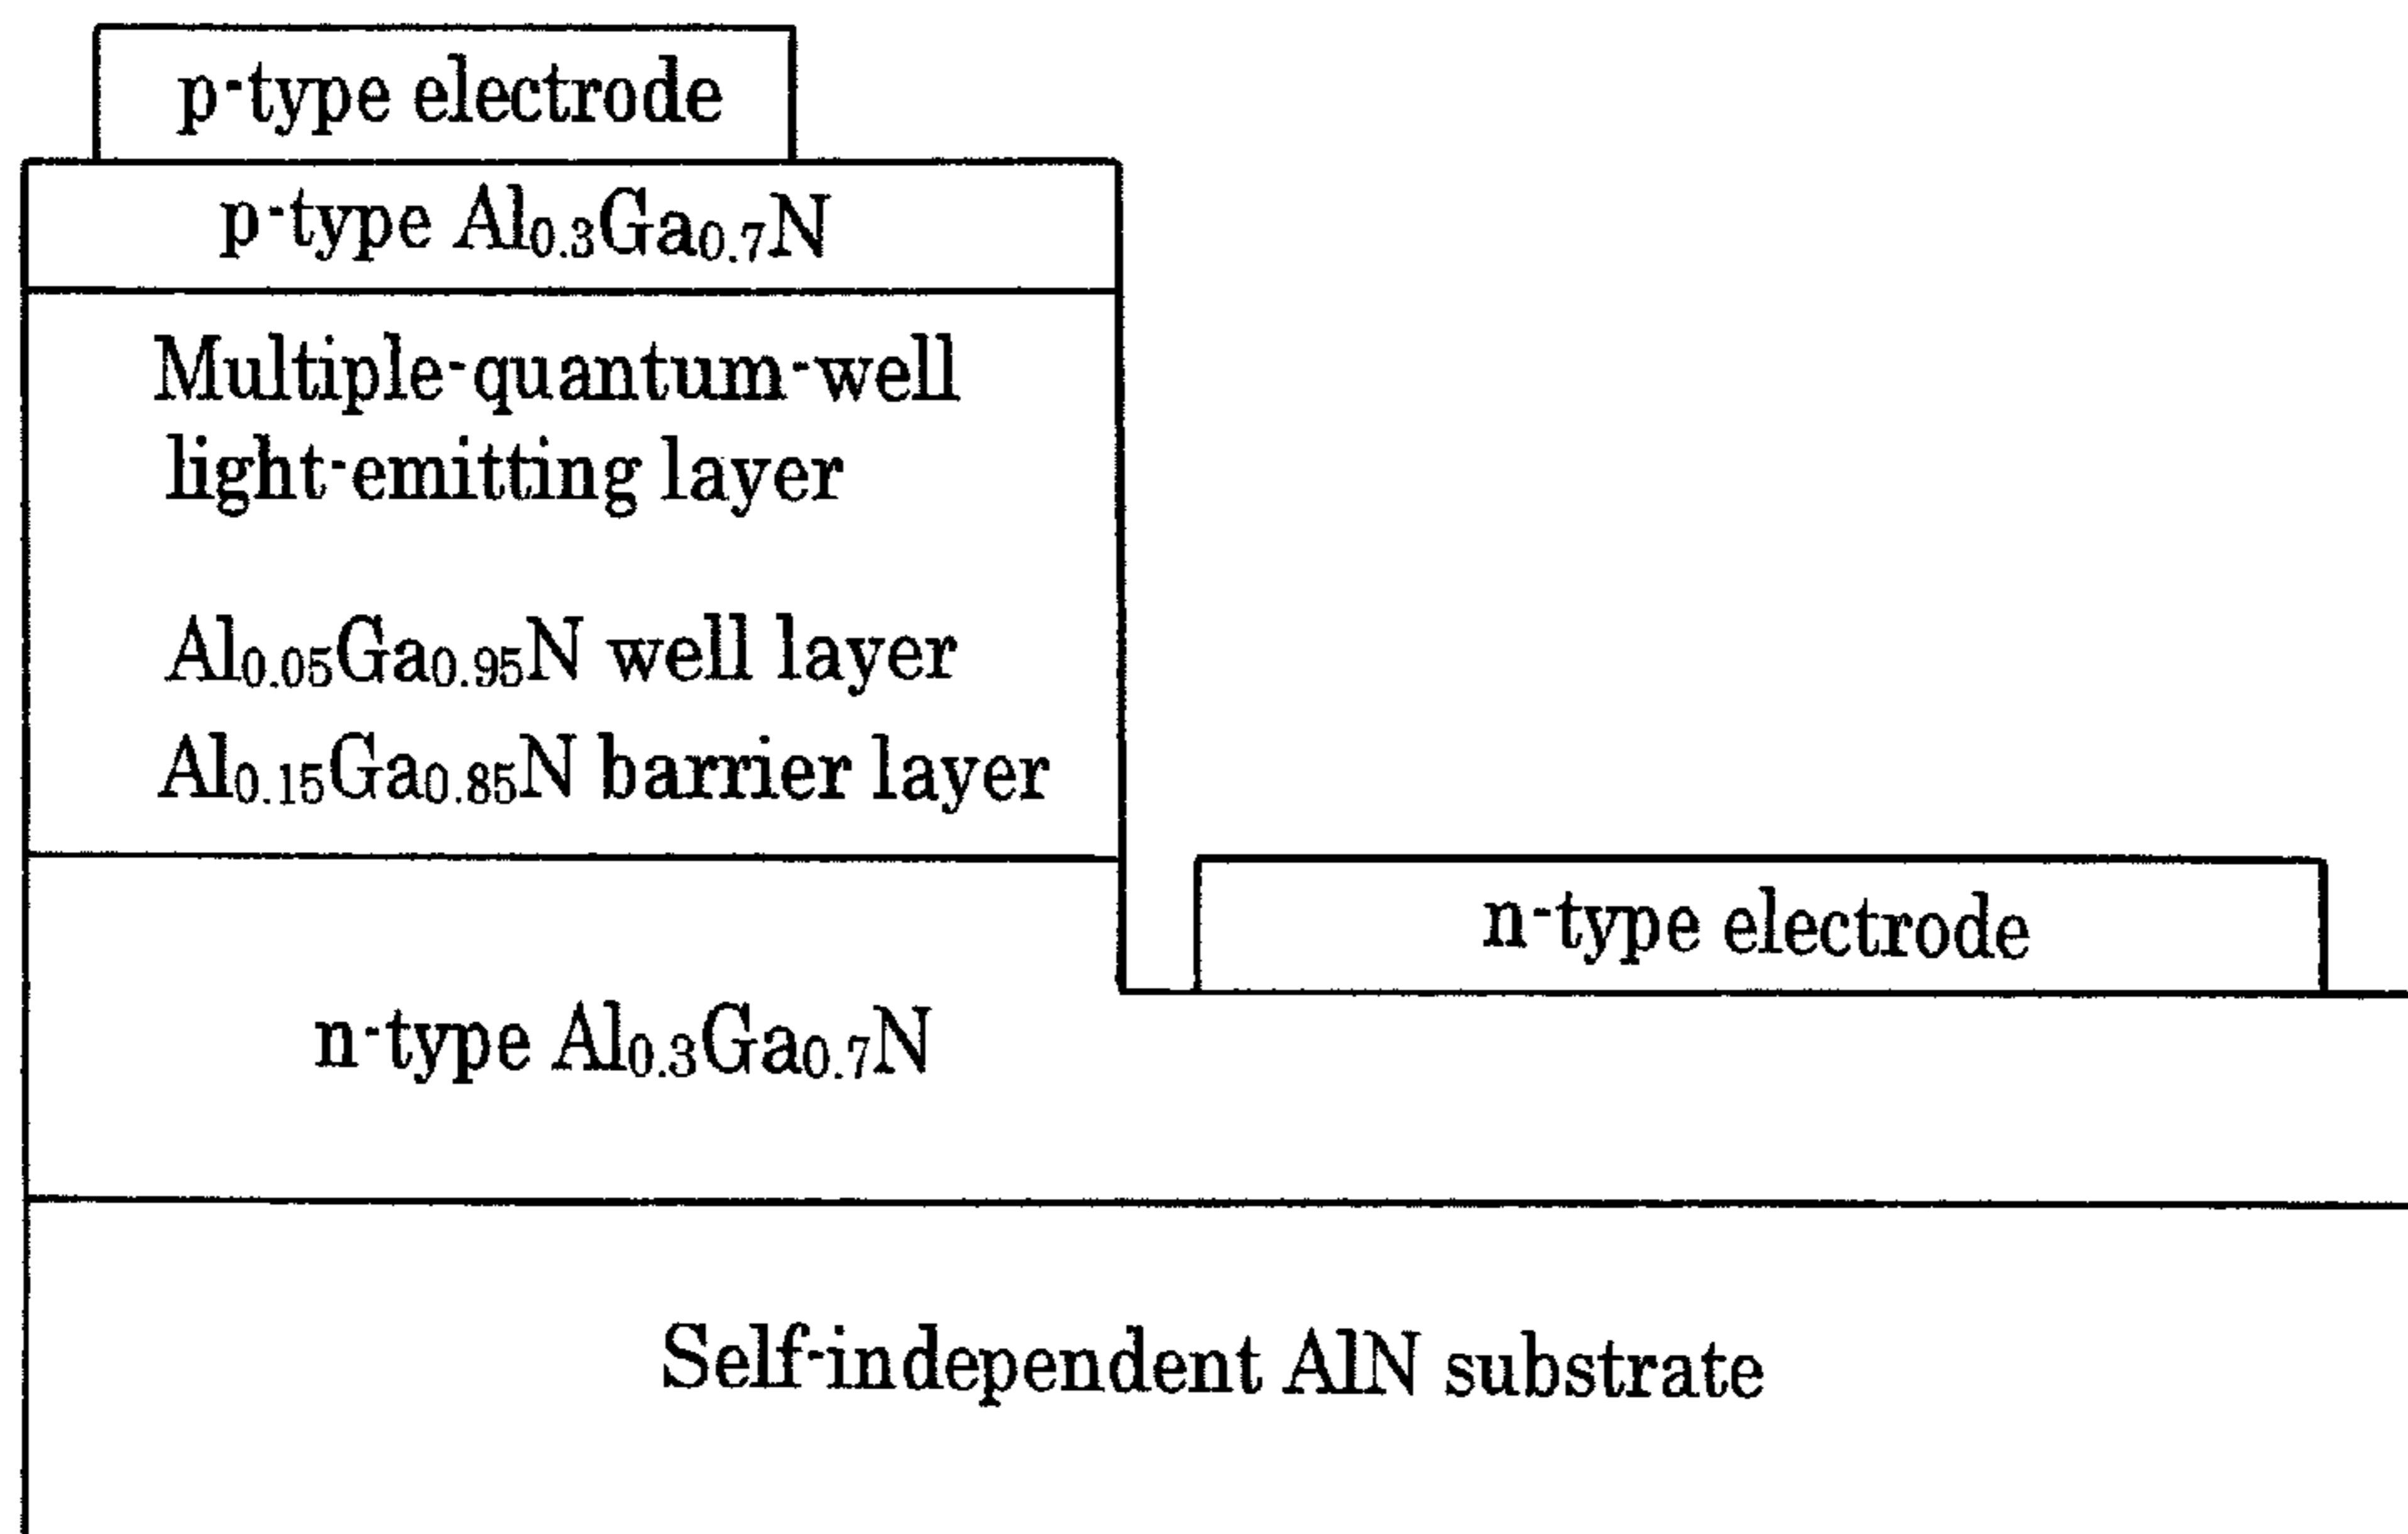 p-type electrode
p-type Al₀.₃Ga₀.₇N
Multiple-quantum-well
light-emitting layer
Al₀.₀₅Ga₀.₉₅N well layer
Al₀.₁₅Ga₀.₈₅N barrier layer
n-type electrode
n-type Al₀.₃Ga₀.₇N
Self-independent AlN substrate